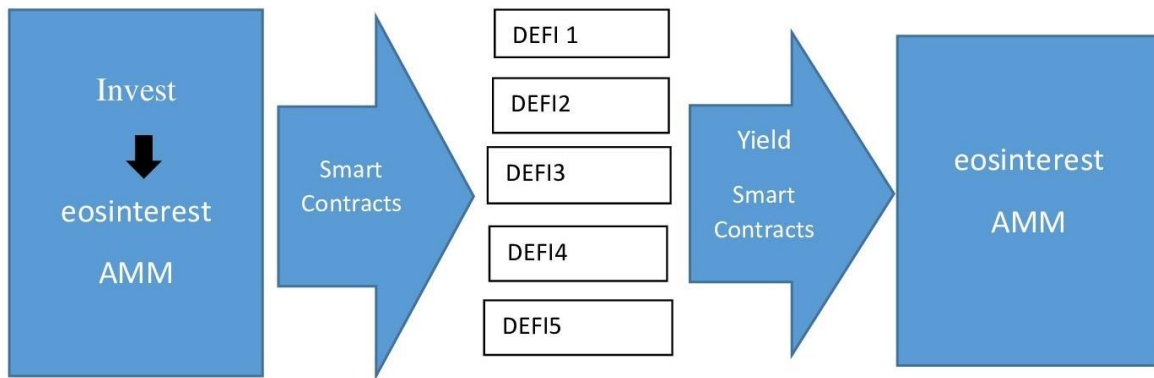 Invest
eosinterest
AMM
Smart
Contracts
DEFI 1
DEFI2
DEFI3
DEFI4
DEFI5
Yield
Smart
Contracts
eosinterest
AMM